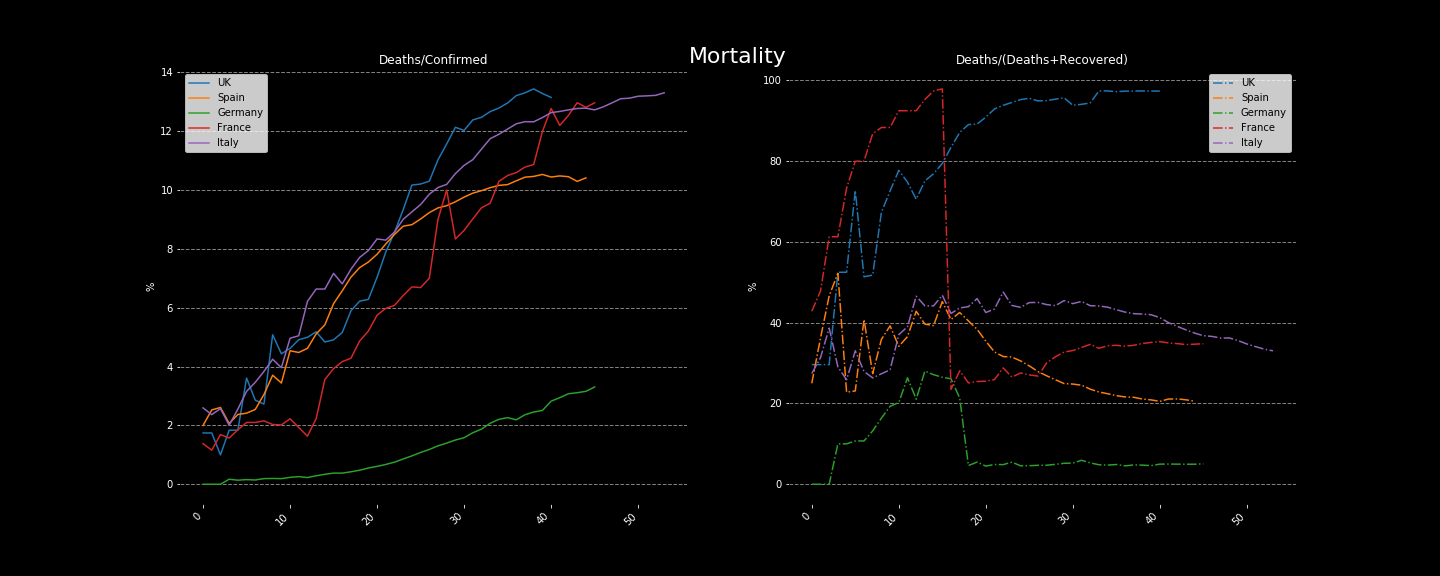 Mortality
Deaths/Confirmed
14
12
10
8
6
4
2
0
%
UK
Spain
Germany
France
Italy
0
10
20
30
40
50
Deaths/(Deaths+Recovered)
100
80
60
40
20
0
%
UK
Spain
Germany
France
Italy
0
10
20
30
40
50